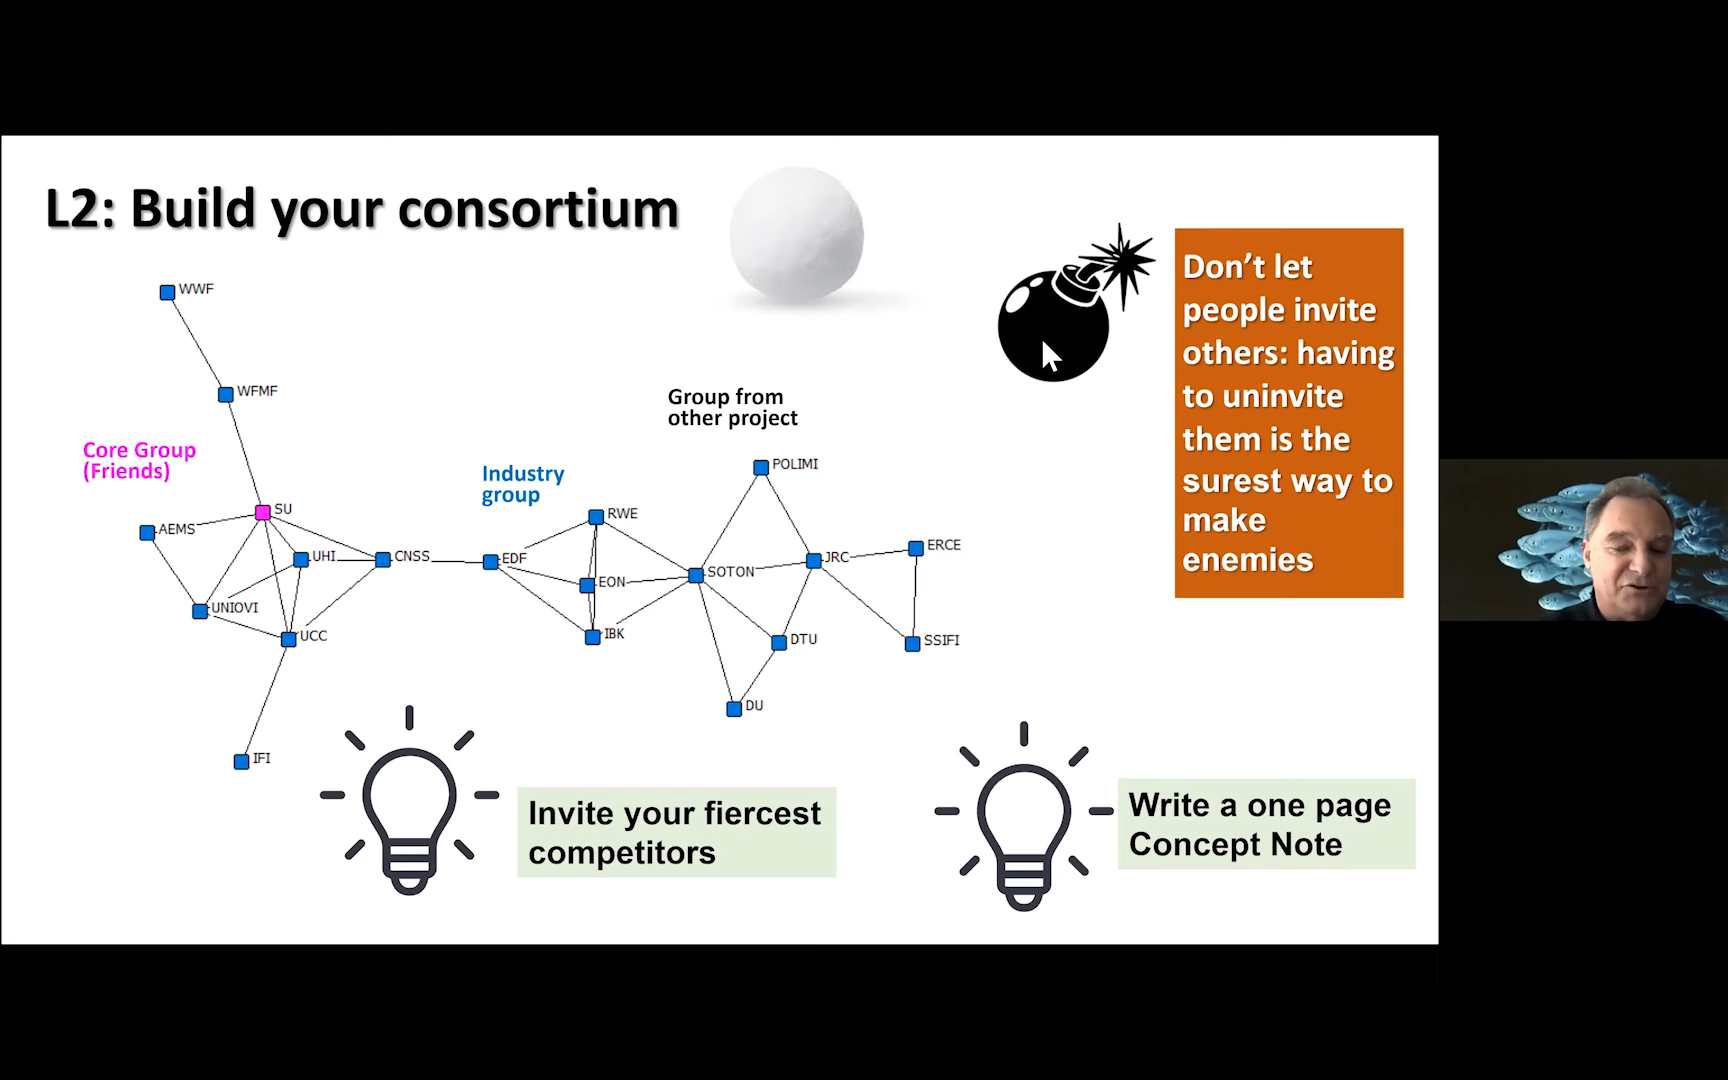 L2: Build your consortium
WWF
WFMF
Core Group
(Friends)
SU
AEMS
UHI
CNSS
UNIOVI
UCC
IFI
Industry
group
RWE
EDF
EON
IBK
Group from
other project
POLIMI
SOTON
JRC
ERCE
DTU
SSIFI
DU
Don’t let
people invite
others: having
to uninvite
them is the
surest way to
make
enemies
Invite your fiercest
competitors
Write a one page
Concept Note